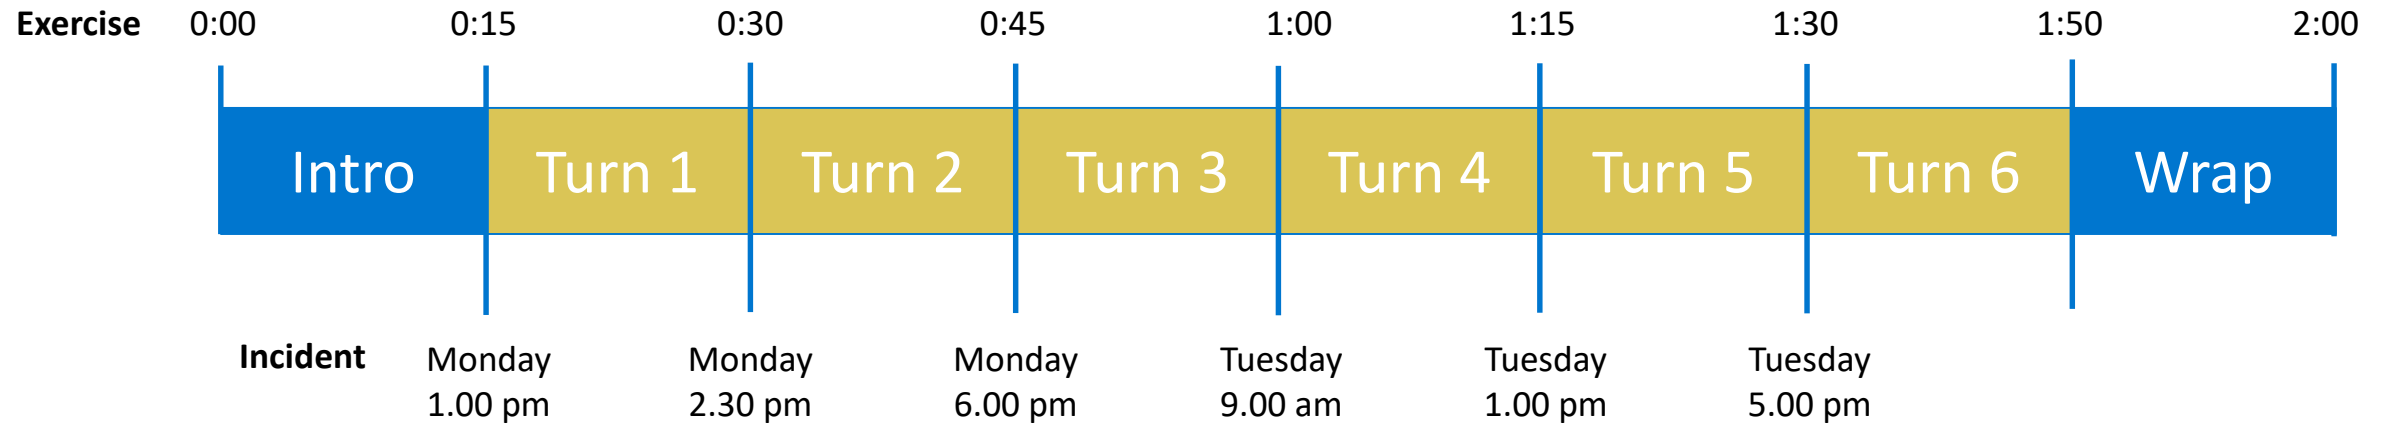 Exercise 0:00 0:15 0:30 0:45 1:00 1:15 1:30 1:50 2:00
Intro Turn 1 Turn 2 Turn 3 Turn 4 Turn 5 Turn 6 Wrap
Incident Monday Monday Monday Tuesday Tuesday Tuesday
1.00 pm 2.30 pm 6.00 pm 9.00 am 1.00 pm 5.00 pm